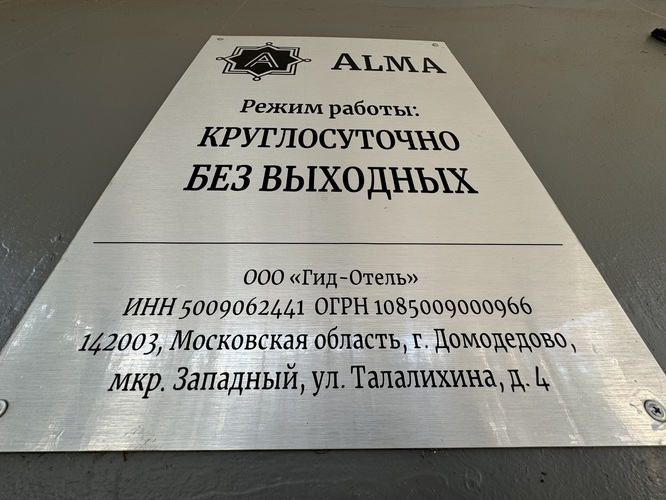 A ALMA
Режим работы:
КРУГЛОСУТОЧНО
БЕЗ ВЫХОДНЫХ
ООО «Гид-Отель»
ИНН 5009062441 ОГРН 1085009000966
142003, Московская область, г. Домодедово,
мкр. Западный, ул. Талалихина, д. 4